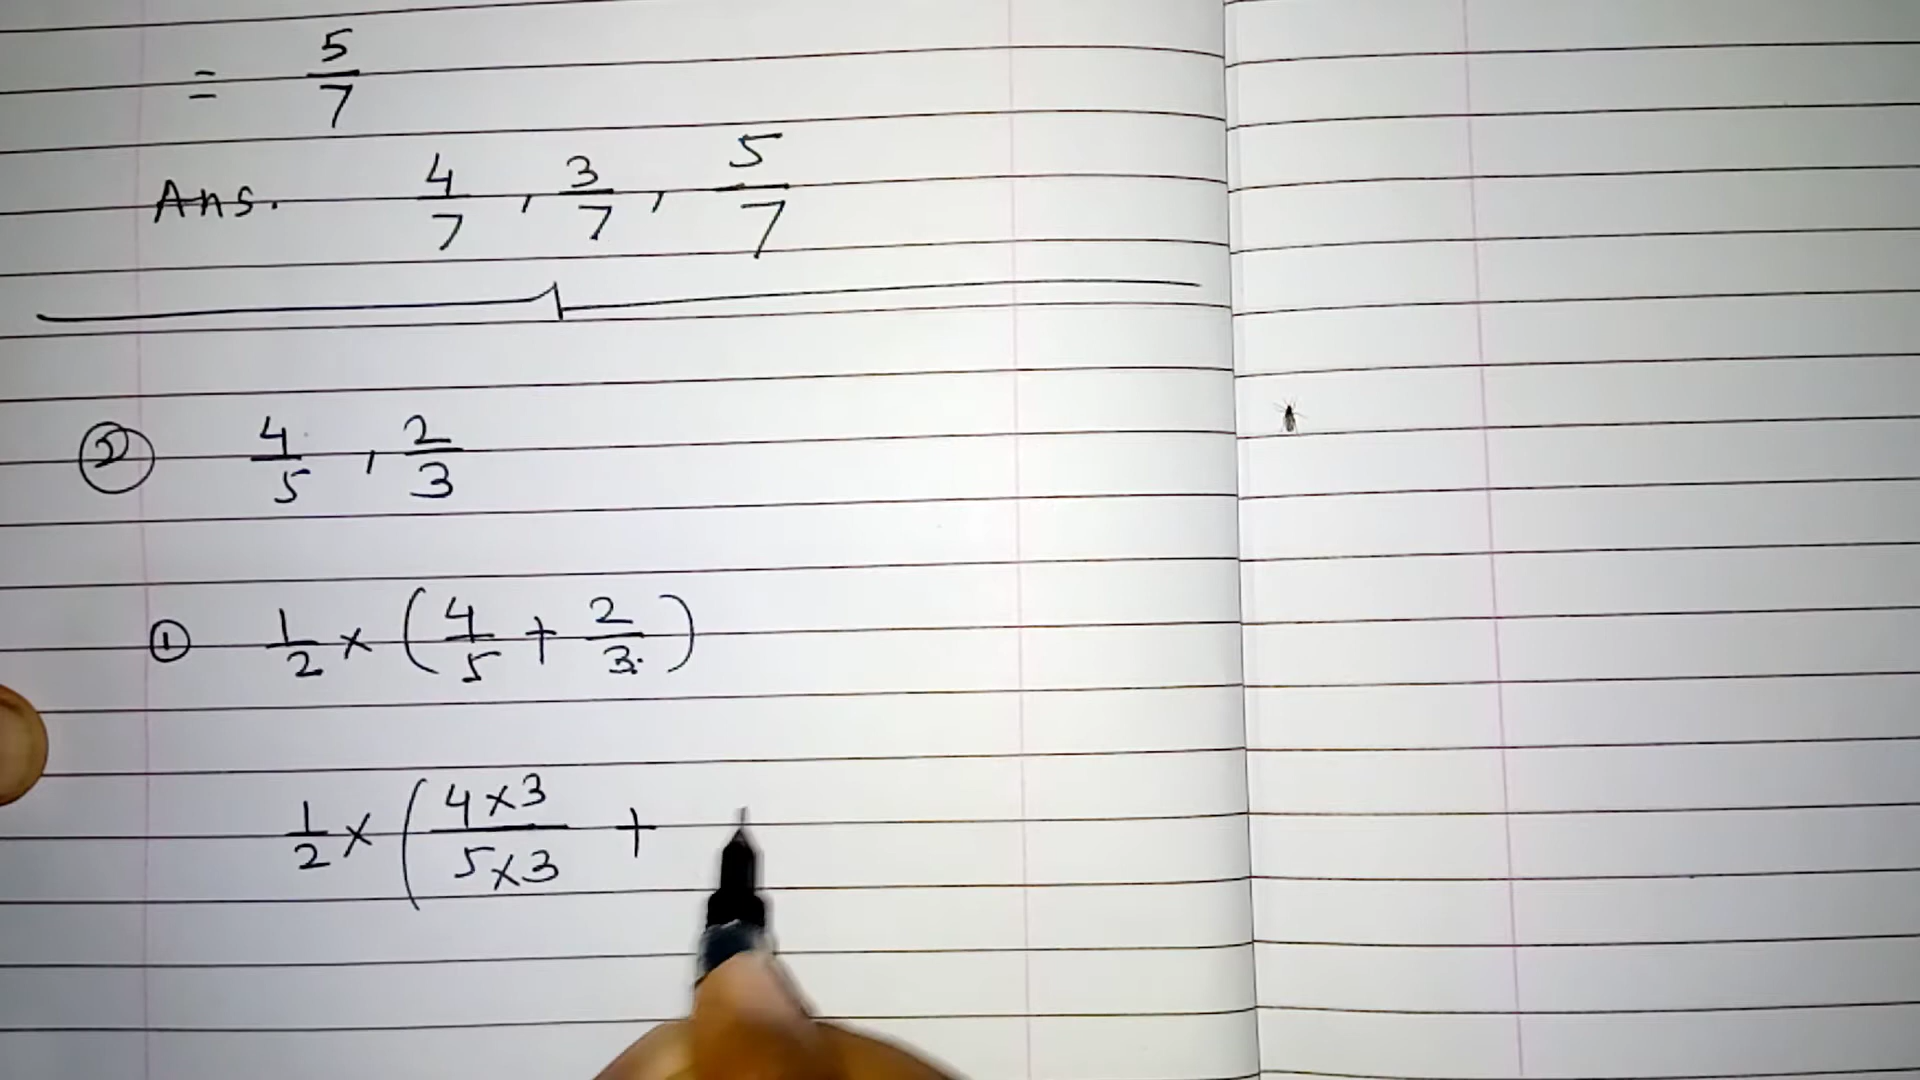 = 5/7
Ans. 4/7 , 3/7 , 5/7
② 4/5 , 2/3
① 1/2 × (4/5 + 2/3)
1/2 × (4×3/5×3 +